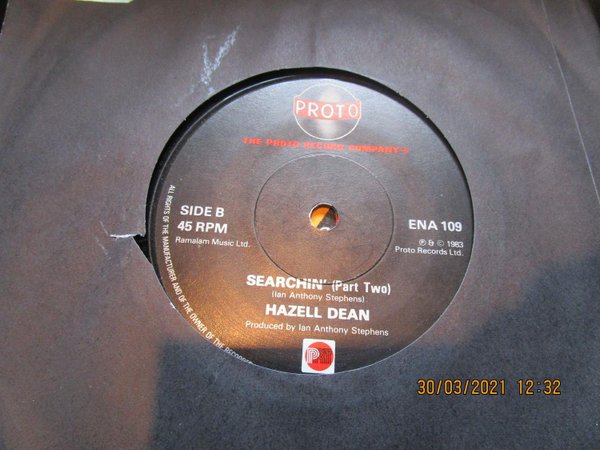 PROTO
THE PROTO RECORD COMPANY
SIDE B
45 RPM
Ramalam Music Ltd.
ENA 109
℗ & © 1983
Proto Records Ltd.
SEARCHIN' (Part Two)
(Ian Anthony Stephens)
HAZELL DEAN
Produced by Ian Anthony Stephens
ALL RIGHTS OF THE MANUFACTURER AND OF THE OWNER OF THE RECORDED
30/03/2021 12:32